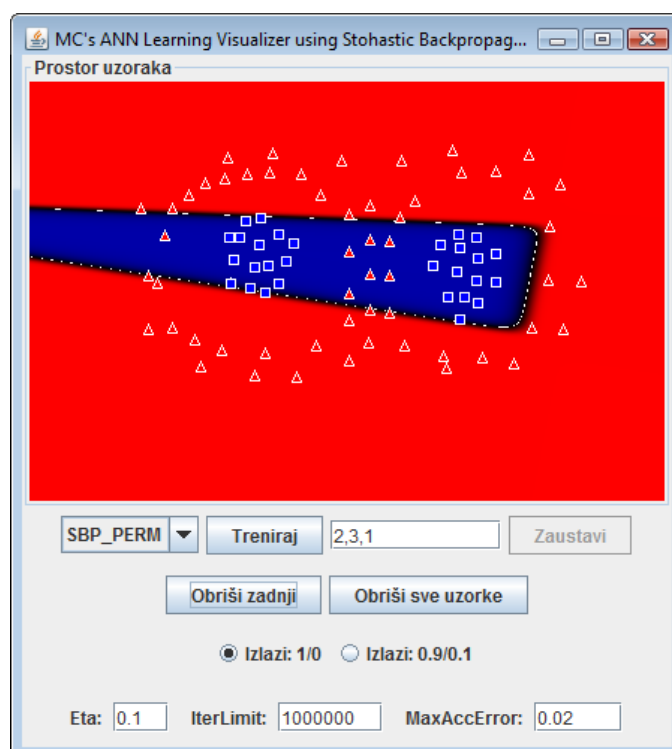 MC's ANN Learning Visualizer using Stohastic Backpropag...
Prostor uzoraka
SBP_PERM Treniraj 2,3,1 Zaustavi
Obriši zadnji Obriši sve uzorke
Izlazi: 1/0 Izlazi: 0.9/0.1
Eta: 0.1 IterLimit: 1000000 MaxAccError: 0.02